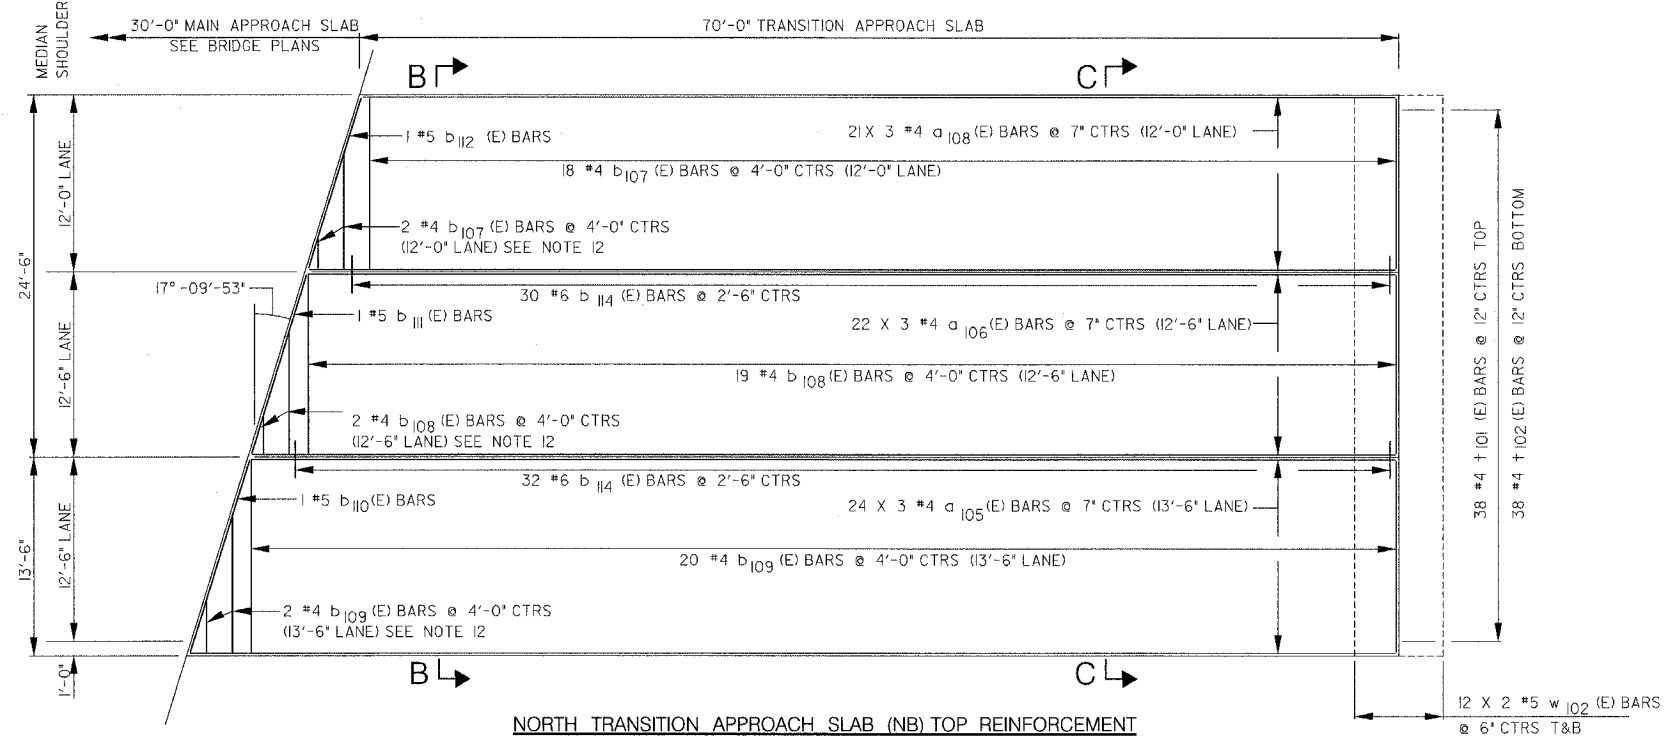 MEDIAN
SHOULDER
30'-0" MAIN APPROACH SLAB
SEE BRIDGE PLANS
70'-0" TRANSITION APPROACH SLAB
B
C
12'-0" LANE
1 #5 b112 (E) BARS
21X 3 #4 a108(E) BARS @ 7" CTRS (12'-0" LANE)
18 #4 b107 (E) BARS @ 4'-0" CTRS (12'-0" LANE)
2 #4 b107 (E) BARS @ 4'-0" CTRS
(12'-0" LANE) SEE NOTE 12
24'-6"
17° -09'-53"
30 #6 b114 (E) BARS @ 2'-6" CTRS
1 #5 b111 (E) BARS
22 X 3 #4 a106(E) BARS @ 7" CTRS (12'-6" LANE)
12'-6" LANE
19 #4 b108(E) BARS @ 4'-0" CTRS (12'-6" LANE)
2 #4 b108 (E) BARS @ 4'-0" CTRS
(12'-6" LANE) SEE NOTE 12
32 #6 b114 (E) BARS @ 2'-6" CTRS
1 #5 b110(E) BARS
24 X 3 #4 a105(E) BARS @ 7" CTRS (13'-6" LANE)
13'-6"
12'-6" LANE
20 #4 b109 (E) BARS @ 4'-0" CTRS (13'-6" LANE)
2 #4 b109 (E) BARS @ 4'-0" CTRS
(13'-6" LANE) SEE NOTE 12
1'-0"
38 #4 t101 (E) BARS @ 12" CTRS TOP
38 #4 t102 (E) BARS @ 12" CTRS BOTTOM
B
C
12 X 2 #5 w102 (E) BARS
@ 6" CTRS T&B
NORTH TRANSITION APPROACH SLAB (NB) TOP REINFORCEMENT